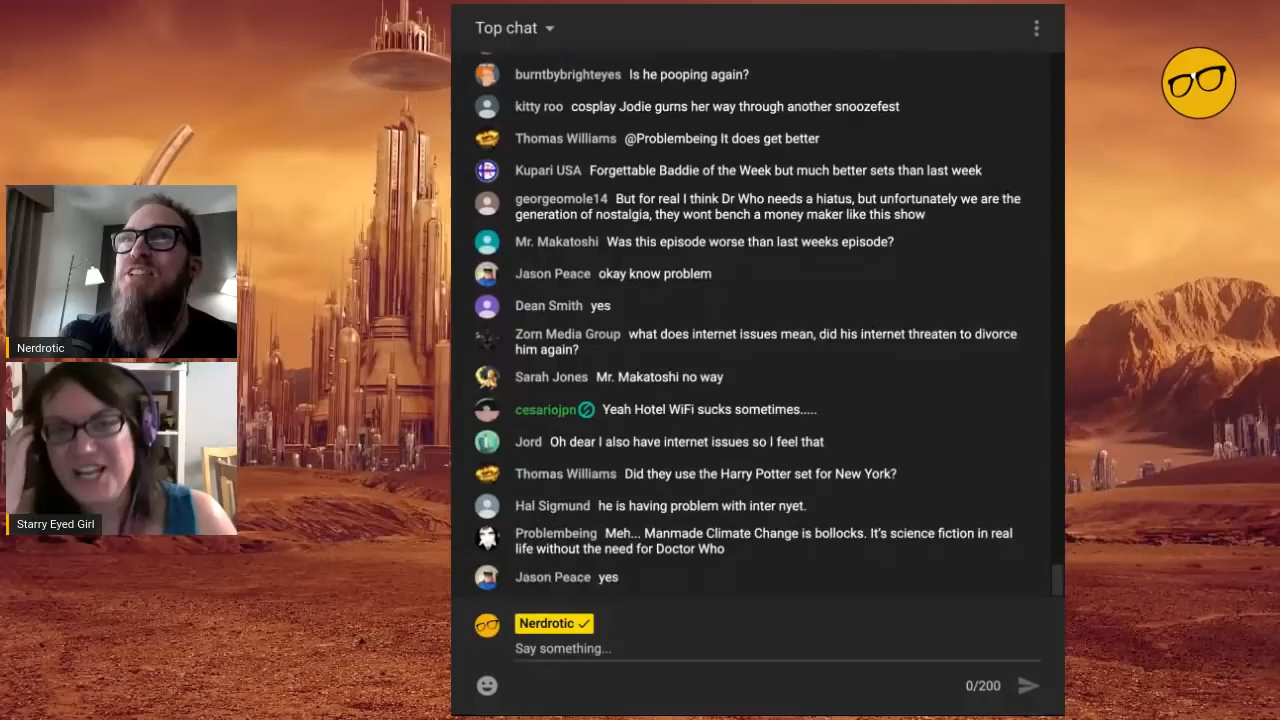 Top chat
burntbybrighteyes Is he pooping again?
kitty roo cosplay Jodie gurns her way through another snoozefest
Thomas Williams @Problembeing It does get better
Kupari USA Forgettable Baddie of the Week but much better sets than last week
georgemole14 But for real I think Dr Who needs a hiatus, but unfortunately we are the
generation of nostalgia, they wont bench a money maker like this show
Mr. Makatoshi Was this episode worse than last weeks episode?
Jason Peace okay know problem
Dean Smith yes
Zorn Media Group what does internet issues mean, did his internet threaten to divorce
him again?
Sarah Jones Mr. Makatoshi no way
cesariojpn Yeah Hotel WiFi sucks sometimes.....
Jord Oh dear I also have internet issues so I feel that
Thomas Williams Did they use the Harry Potter set for New York?
Hal Sigmund he is having problem with inter nyet.
Problembeing Meh... Manmade Climate Change is bollocks. It's science fiction in real
life without the need for Doctor Who
Jason Peace yes
Nerdrotic
Say something...
0/200
Nerdrotic
Starry Eyed Girl